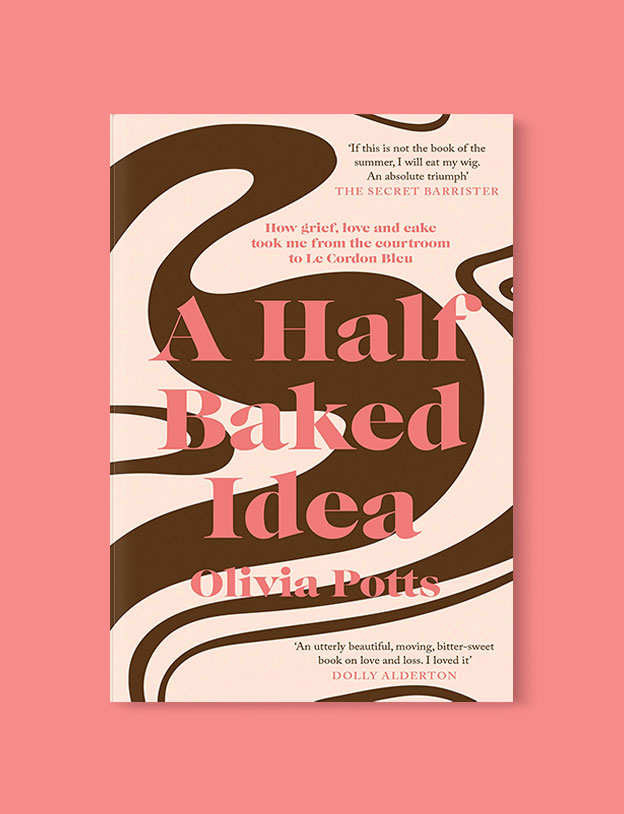 ‘If this is not the book of the
summer, I will eat my wig.
An absolute triumph’
THE SECRET BARRISTER
How grief, love and cake
took me from the courtroom
to Le Cordon Bleu
A Half
Baked
Idea
Olivia Potts
‘An utterly beautiful, moving, bitter-sweet
book on love and loss. I loved it’
DOLLY ALDERTON